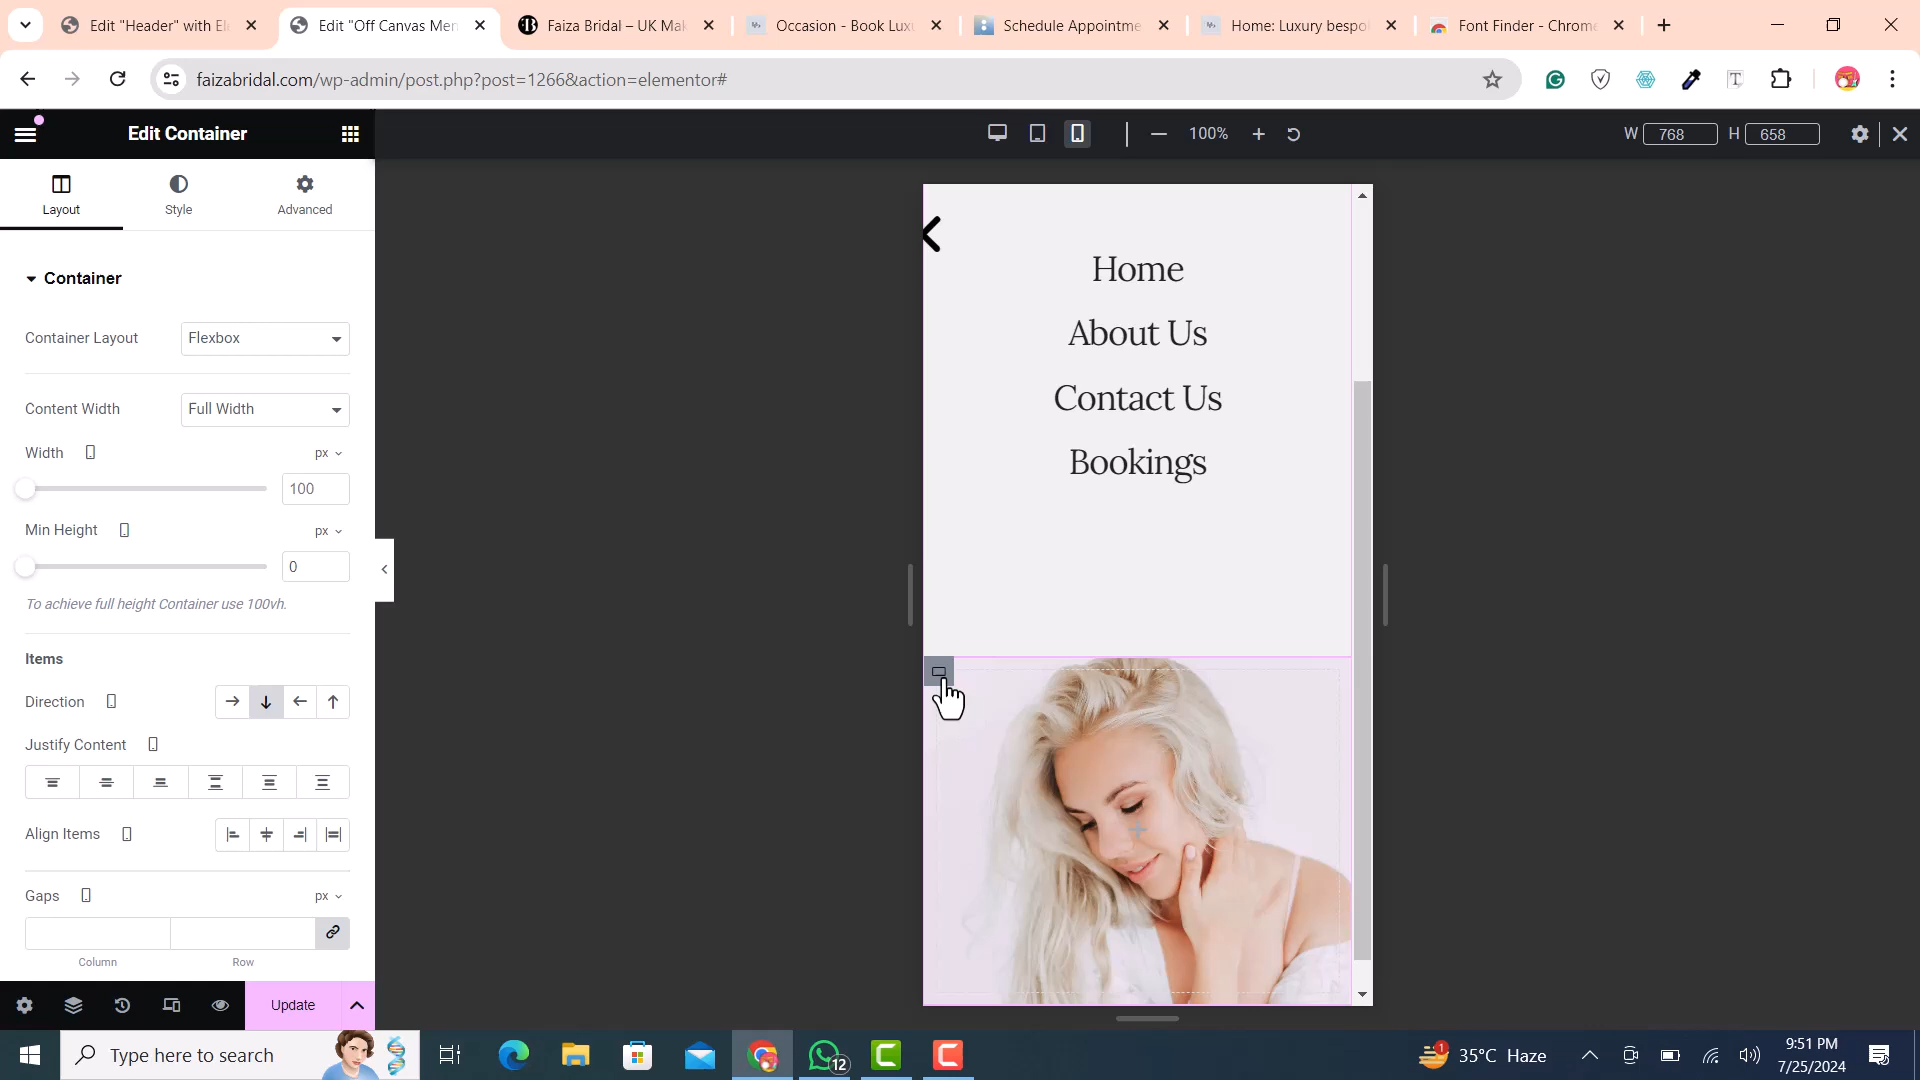 Edit "Header" with El
Edit "Off Canvas Men
Faiza Bridal – UK Mak
Occasion - Book Luxu
Schedule Appointme
Home: Luxury bespo
Font Finder - Chrome
faizabridal.com/wp-admin/post.php?post=1266&action=elementor#
Edit Container
100%
W 768 H 658
Layout Style Advanced
Container
Container Layout Flexbox
Content Width Full Width
Width px
100
Min Height px
0
To achieve full height Container use 100vh.
Items
Direction
Justify Content
Align Items
Gaps px
Column Row
Update
Home
About Us
Contact Us
Bookings
Type here to search
12
1
35°C Haze
9:51 PM
7/25/2024